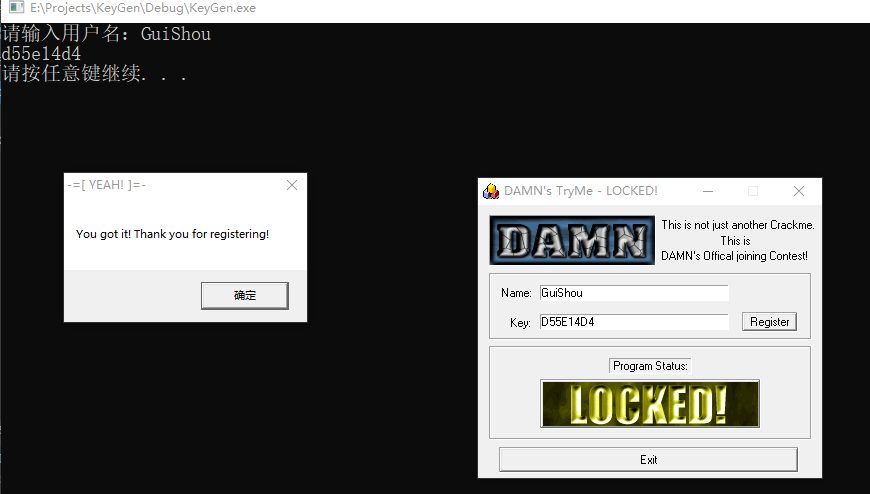 E:\Projects\KeyGen\Debug\KeyGen.exe
请输入用户名：GuiShou
d55e14d4
请按任意键继续. . .
-=[ YEAH! ]=-
You got it! Thank you for registering!
确定
DAMN's TryMe - LOCKED!
DAMN
This is not just another Crackme.
This is
DAMN's Offical joining Contest!
Name: GuiShou
Key: D55E14D4
Register
Program Status:
LOCKED!
Exit